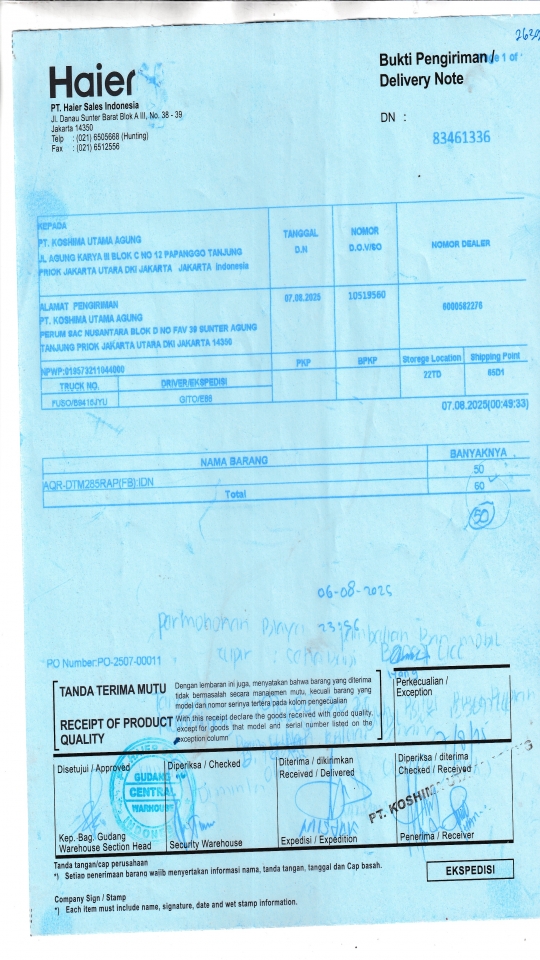 Haier
PT. Haier Sales Indonesia
Jl. Danau Sunter Barat Blok A III, No. 38 - 39
Jakarta 14350
Telp : (021) 6505668 (Hunting)
Fax : (021) 6512556
Bukti Pengiriman /
Delivery Note
1 of
DN :
83461336
KEPADA
PT. KOSHIMA UTAMA AGUNG
JL AGUNG KARYA III BLOK C NO 12 PAPANGGO TANJUNG
PRIOK JAKARTA UTARA DKI JAKARTA JAKARTA Indonesia
TANGGAL
D.N
NOMOR
D.O.V/SO
NOMOR DEALER
ALAMAT PENGIRIMAN
PT. KOSHIMA UTAMA AGUNG
PERUM SAC NUSANTARA BLOK D NO FAV 39 SUNTER AGUNG
TANJUNG PRIOK JAKARTA UTARA DKI JAKARTA 14350
07.08.2025
10519560
6000582276
NPWP:019573211044000
PKP
BPKP
Storege Location
Shipping Point
22TD
65D1
TRUCK NO.
DRIVER/EKSPEDISI
FUSO/B9416JYU
GITO/E86
07.08.2025(00:49:33)
NAMA BARANG
BANYAKNYA
AQR-DTM285RAP(FB):IDN
50
Total
50
06-08-2025
PO Number:PO-2507-00011
TANDA TERIMA MUTU
Dengan lembaran ini juga, menyatakan bahwa barang yang diterima
tidak bermasalah secara manajemen mutu, kecuali barang yang
model dan nomor serinya tertera pada kolom pengecualian
RECEIPT OF PRODUCT
QUALITY
With this receipt declare the goods received with good quality,
except for goods that model and serial number listed on the
exception column
Perkecualian /
Exception
Disetujui / Approved
Diperiksa / Checked
Diterima / dikirimkan
Received / Delivered
Diperiksa / diterima
Checked / Received
GUDANG
CENTRAL
WAREHOUSE
PT. KOSHIM
Kep. Bag. Gudang
Warehouse Section Head
Security Warehouse
Expedisi / Expedition
Penerima / Receiver
Tanda tangan/cap perusahaan
*) Setiao penerimaan barang wajiib menyertakan informasi nama, tanda tangan, tanggal dan Cap basah.
EKSPEDISI
Company Sign / Stamp
*) Each item must include name, signature, date and wet stamp information.